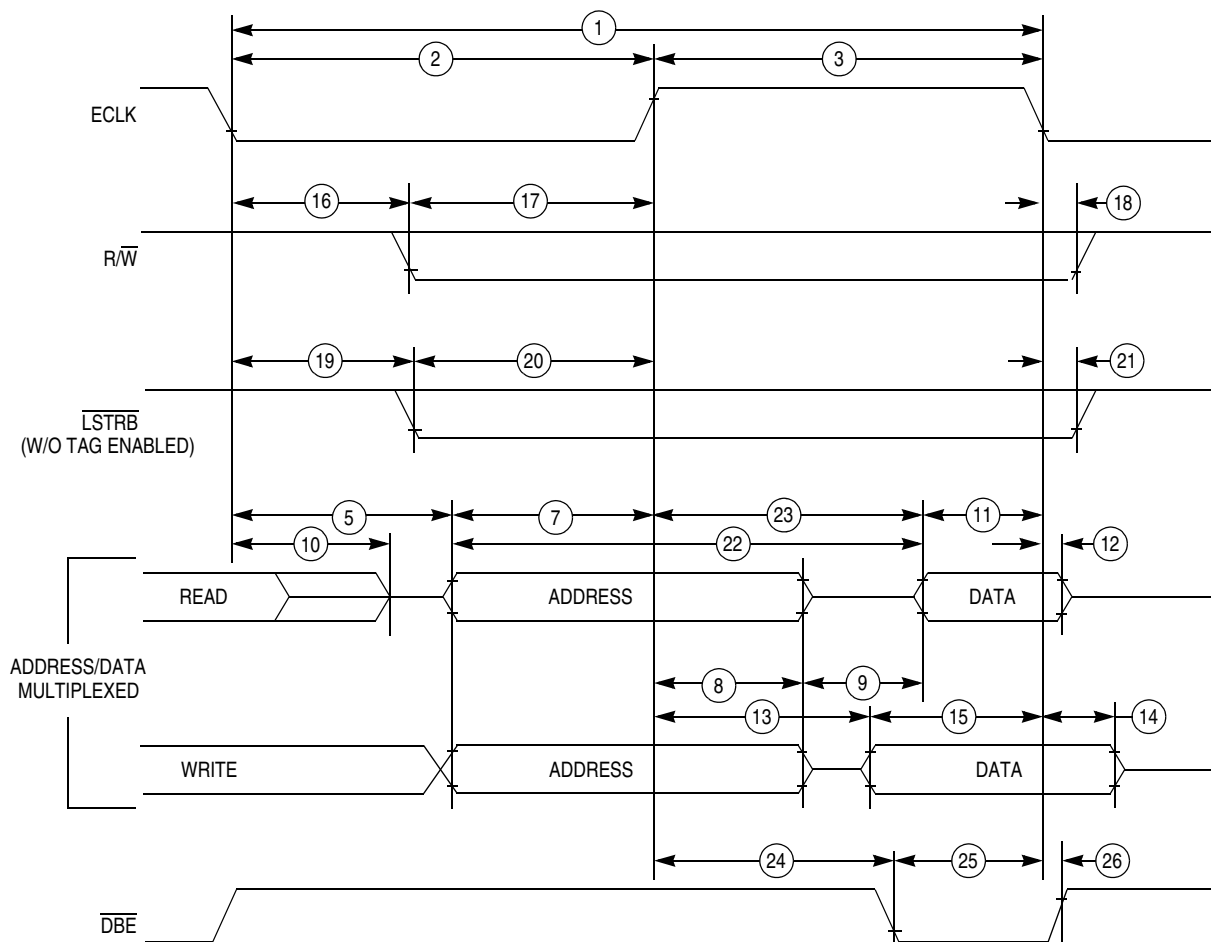 1
2
3
ECLK
16
17
18
R/W
19
20
21
LSTRB
(W/O TAG ENABLED)
5
7
23
11
10
22
12
READ
ADDRESS
DATA
ADDRESS/DATA
MULTIPLEXED
8
9
13
15
14
WRITE
ADDRESS
DATA
24
25
26
DBE